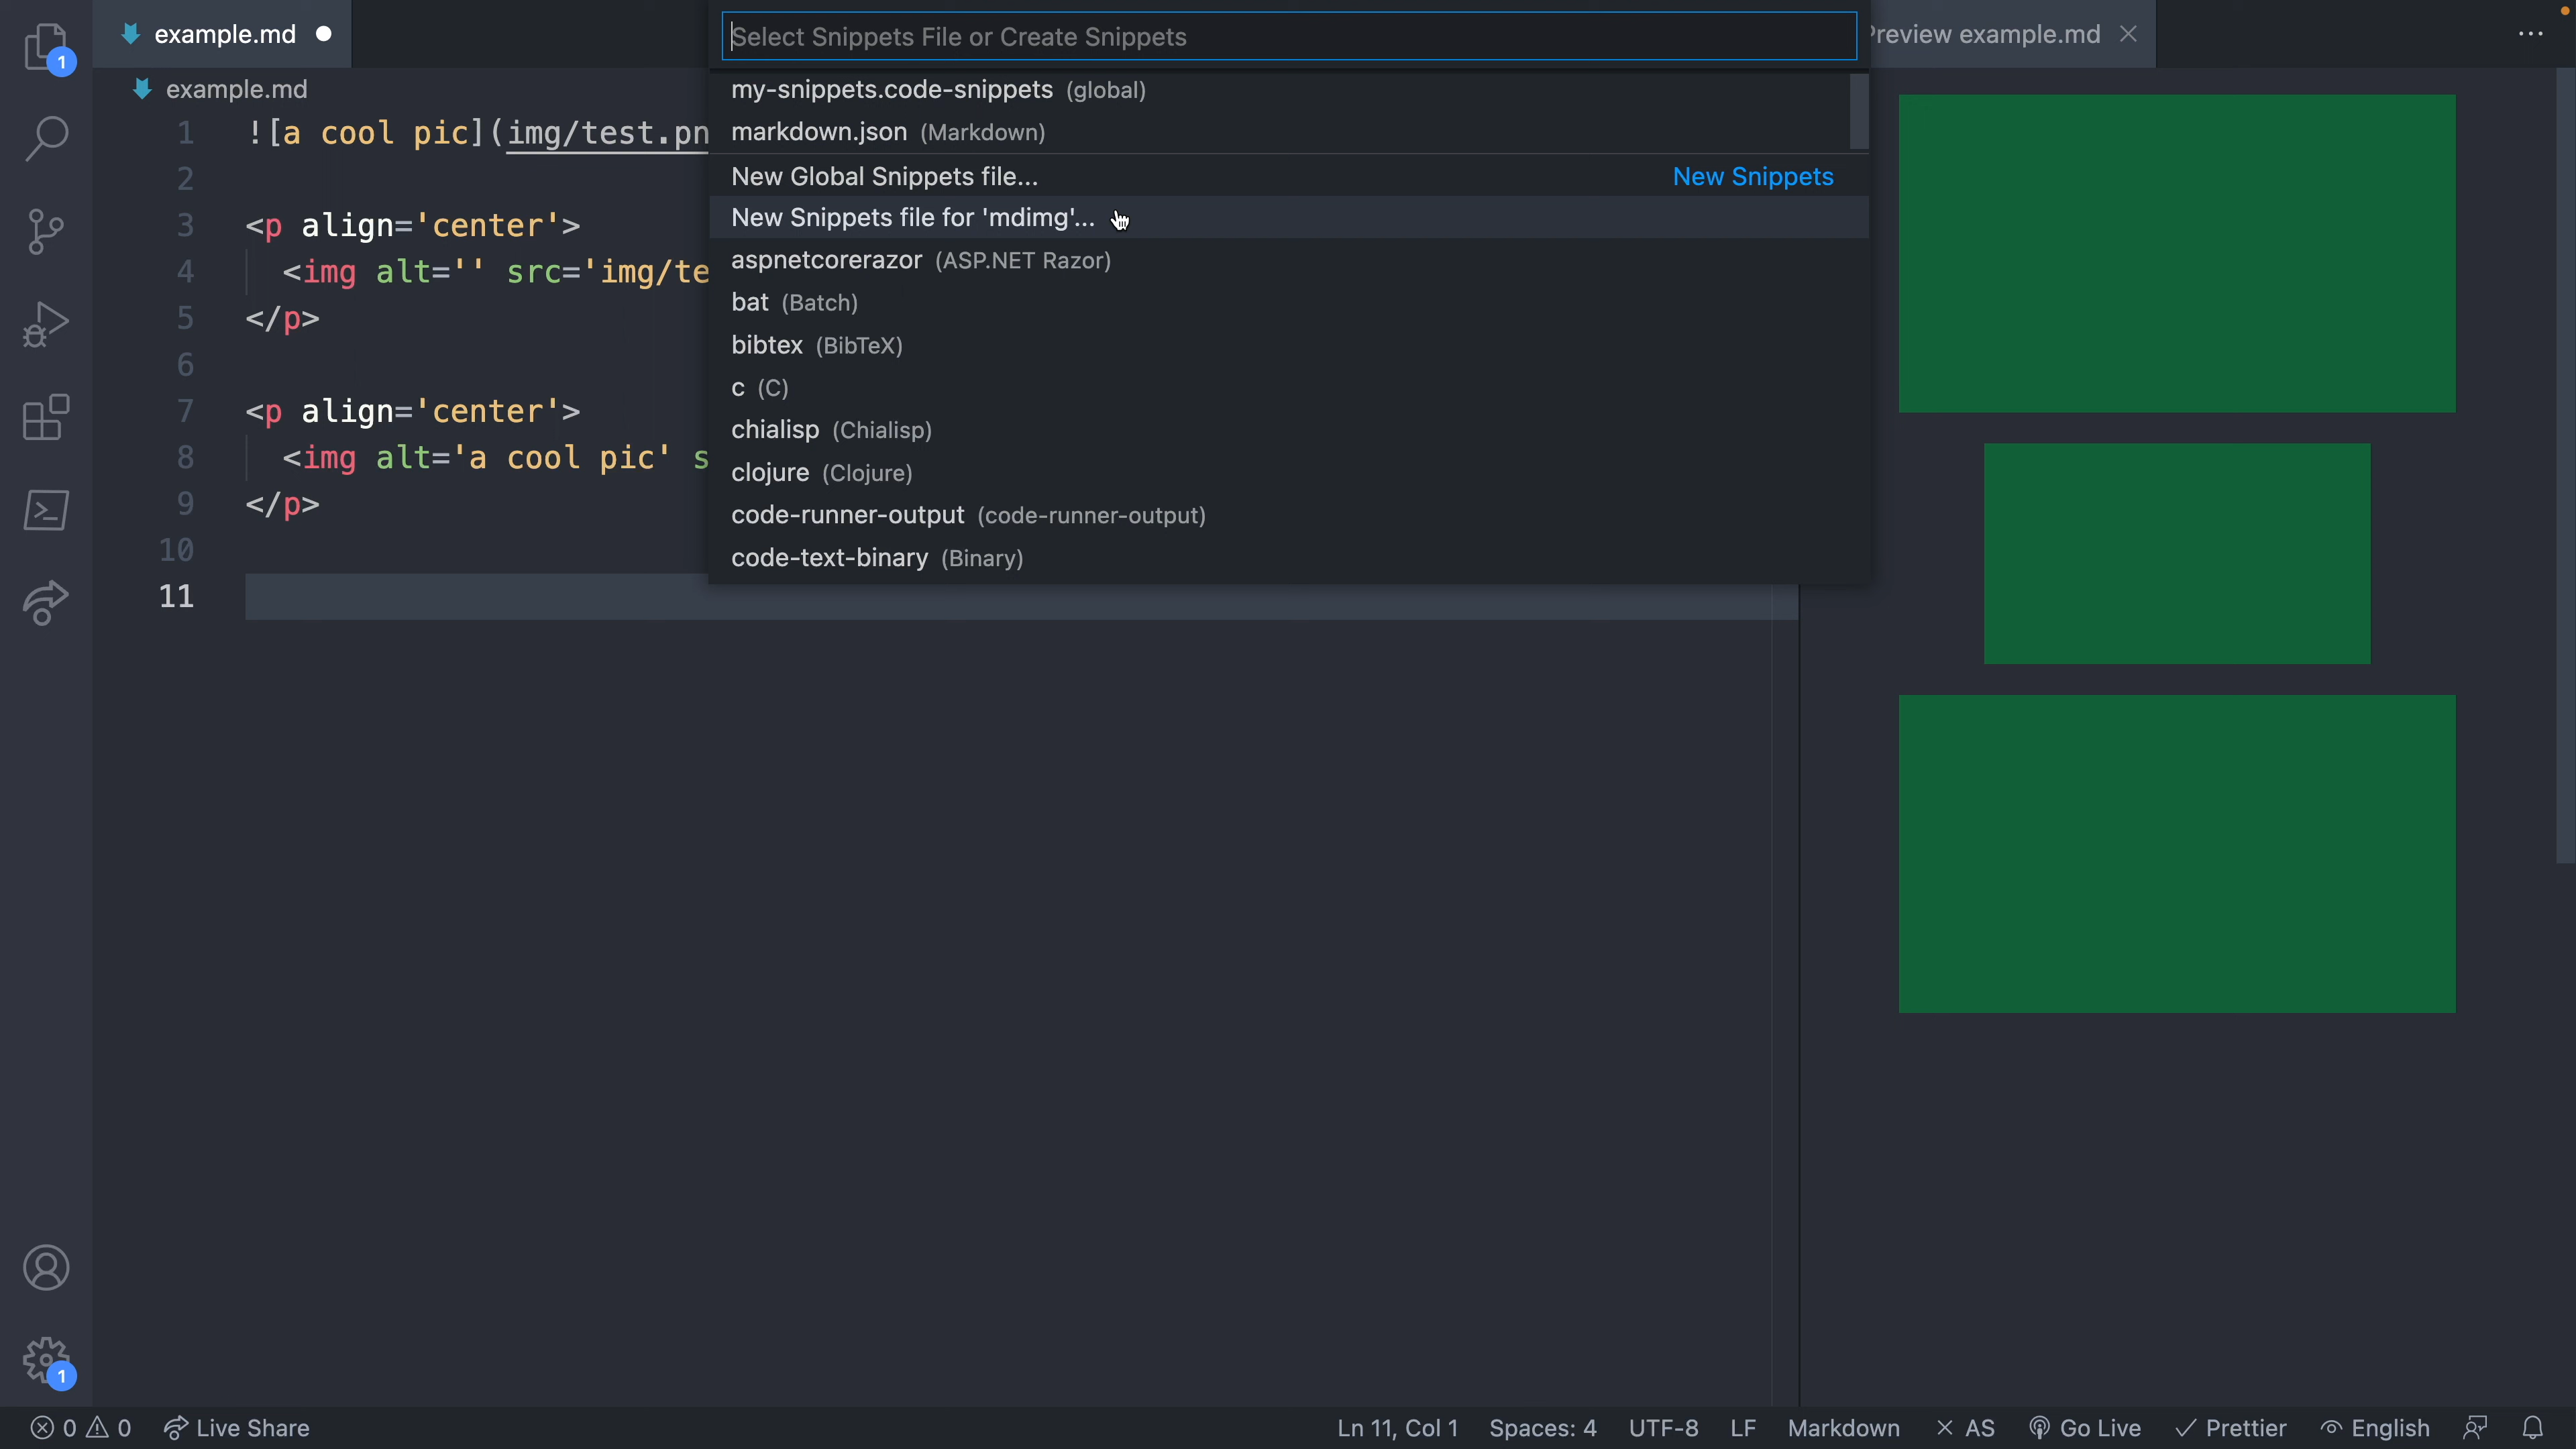 example.md
Select Snippets File or Create Snippets
Preview example.md
1
example.md
my-snippets.code-snippets (global)
markdown.json (Markdown)
New Global Snippets file... New Snippets
New Snippets file for 'mdimg'...
aspnetcorerazor (ASP.NET Razor)
bat (Batch)
bibtex (BibTeX)
c (C)
chialisp (Chialisp)
clojure (Clojure)
code-runner-output (code-runner-output)
code-text-binary (Binary)
1 ![a cool pic](img/test.pn
2
3 <p align='center'>
4 <img alt='' src='img/te
5 </p>
6
7 <p align='center'>
8 <img alt='a cool pic' s
9 </p>
10
11
1
0 0 Live Share Ln 11, Col 1 Spaces: 4 UTF-8 LF Markdown AS Go Live Prettier English